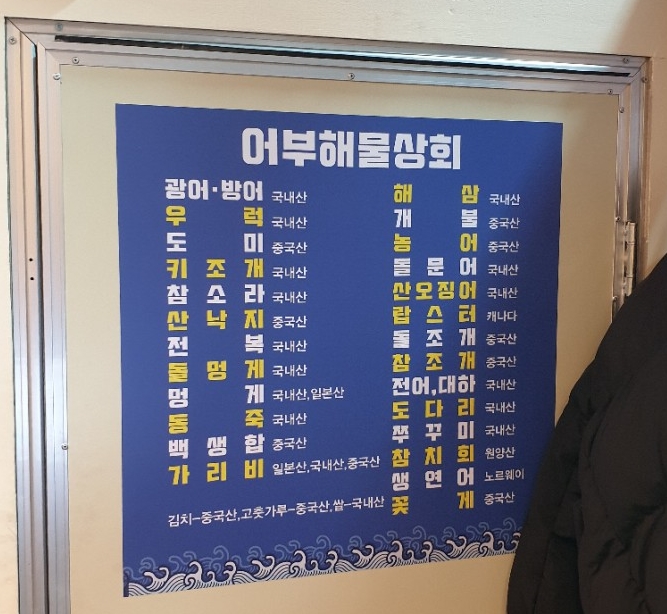 어부해물상회
광어·방어 국내산
우럭 국내산
도미 중국산
키조개 국내산
참소라 국내산
산낙지 중국산
전복 국내산
돌멍게 국내산
멍게 국내산,일본산
동죽 국내산
백생합 중국산
가리비 일본산,국내산,중국산
해삼 국내산
개불 중국산
농어 중국산
돌문어 국내산
산오징어 국내산
랍스터 캐나다
돌조개 중국산
참조개 중국산
전어,대하 국내산
도다리 국내산
쭈꾸미 국내산
참치회 원양산
생연어 노르웨이
꽃게 중국산
김치-중국산,고춧가루-중국산,쌀-국내산